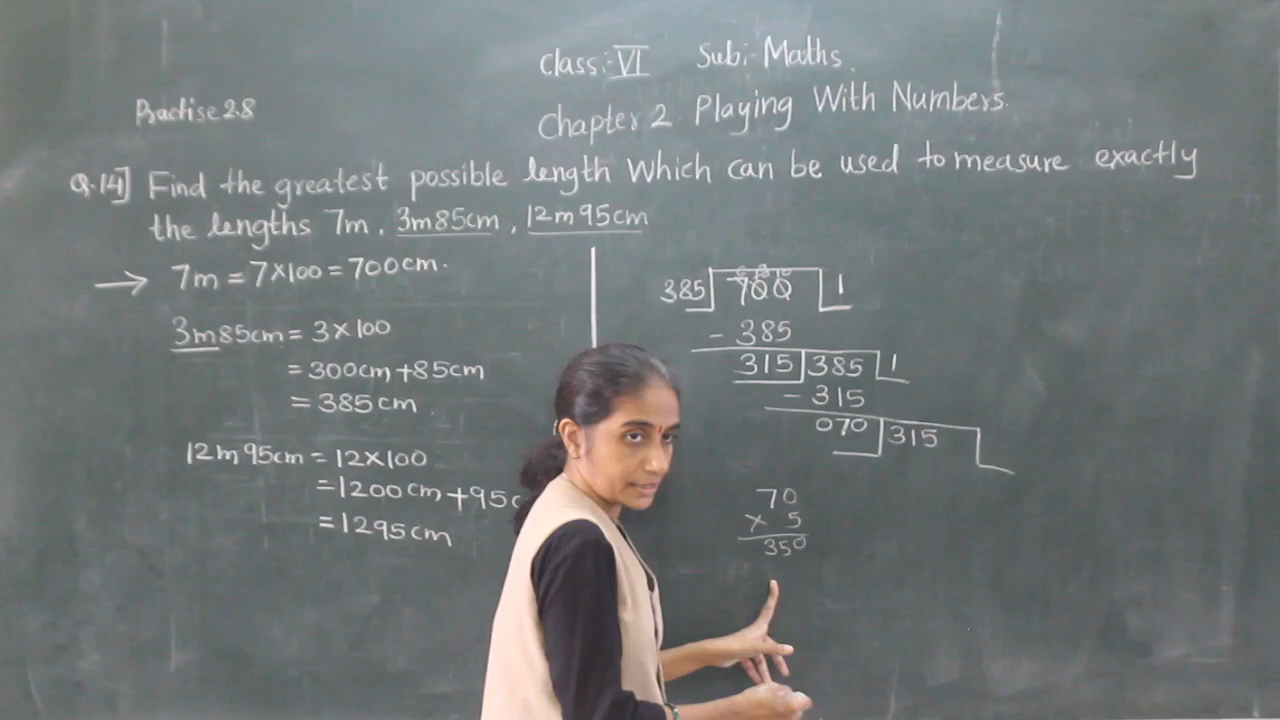 Class:- VI Sub:- Maths.
Practise 2.8
Chapter 2 Playing With Numbers.
Q.14] Find the greatest possible length Which can be used to measure exactly
the lengths 7m, 3m85cm, 12m95cm
→ 7m = 7×100 = 700cm.
3m85cm = 3×100
= 300cm+85cm
= 385cm.
12m95cm = 12×100
=1200cm+95c
=1295cm
385 700 1
- 385
315 385 1
- 315
070 315
70
× 5
350